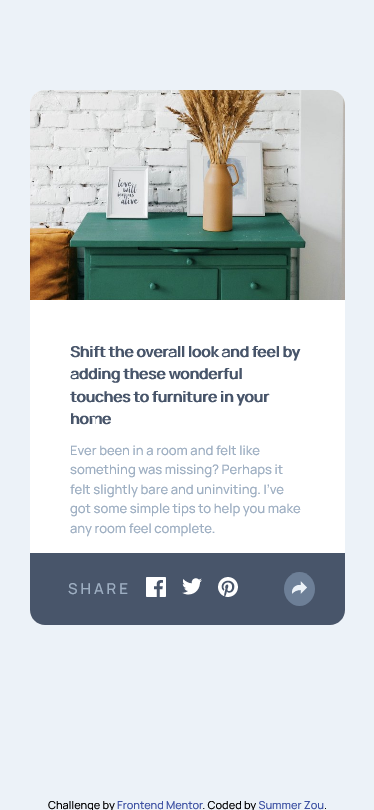 love
will
keep us
alive
Shift the overall look and feel by
adding these wonderful
touches to furniture in your
home
Ever been in a room and felt like
something was missing? Perhaps it
felt slightly bare and uninviting. I've
got some simple tips to help you make
any room feel complete.
SHARE
Challenge by Frontend Mentor. Coded by Summer Zou.